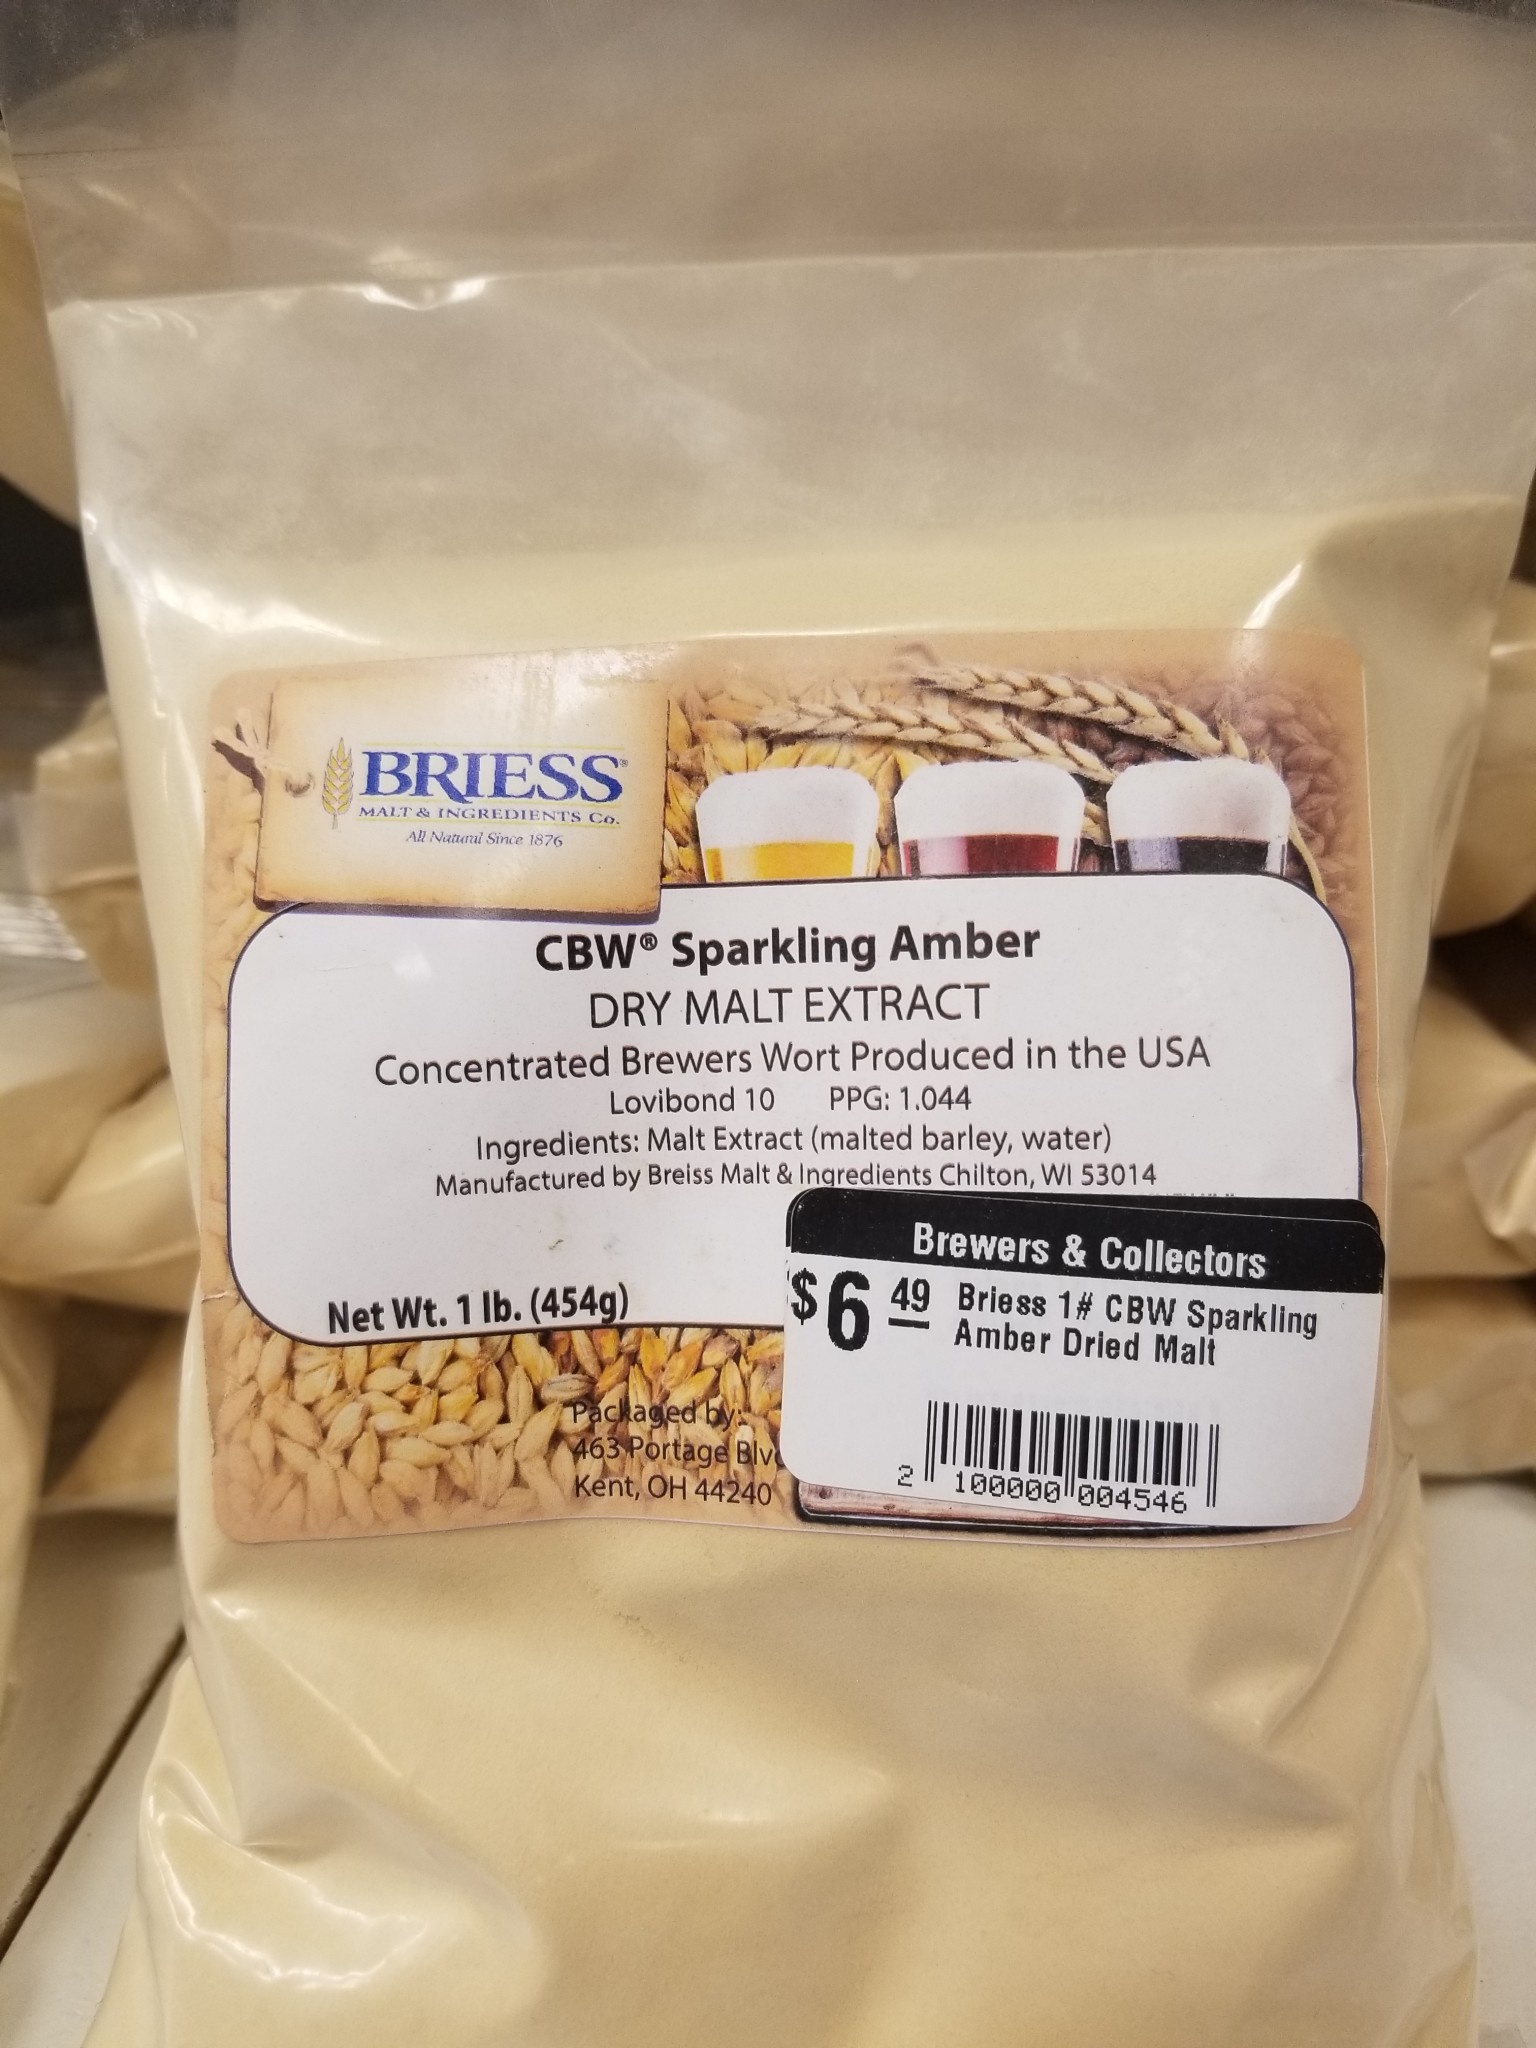 BRIESS®
MALT & INGREDIENTS Co.
All Natural Since 1876
CBW® Sparkling Amber
DRY MALT EXTRACT
Concentrated Brewers Wort Produced in the USA
Lovibond 10 PPG: 1.044
Ingredients: Malt Extract (malted barley, water)
Manufactured by Breiss Malt & Ingredients Chilton, WI 53014
Net Wt. 1 lb. (454g)
Packaged by:
463 Portage
Kent, OH 44240
Brewers & Collectors
$6 49 Briess 1# CBW Sparkling
Amber Dried Malt
2 100000 004546